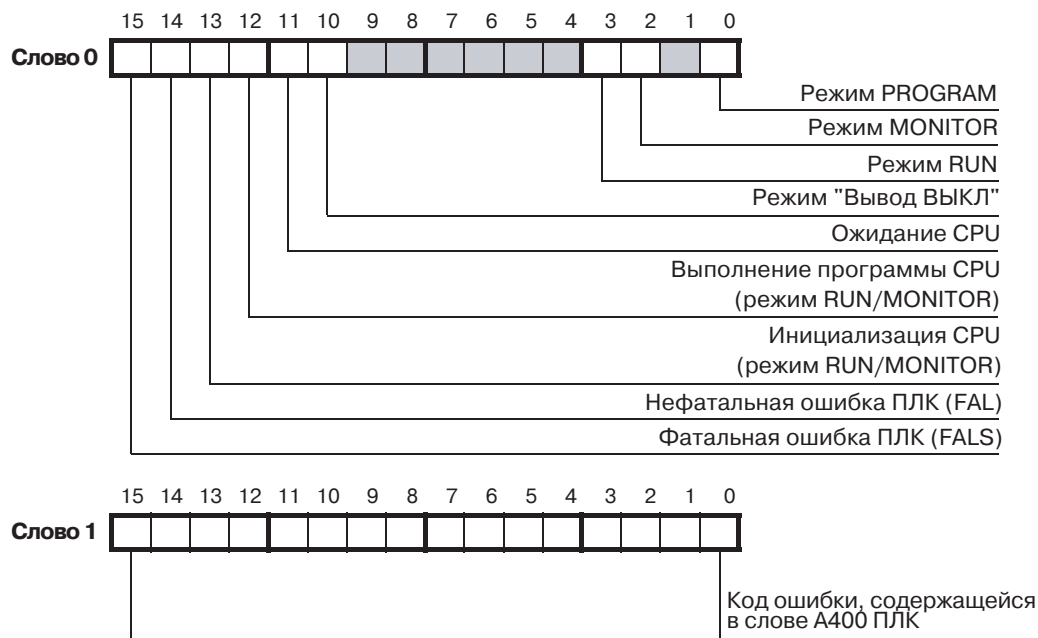 15 14 13 12 11 10 9 8 7 6 5 4 3 2 1 0
Слово 0
Режим PROGRAM
Режим MONITOR
Режим RUN
Режим "Вывод ВЫКЛ"
Ожидание CPU
Выполнение программы CPU
(режим RUN/MONITOR)
Инициализация CPU
(режим RUN/MONITOR)
Нефатальная ошибка ПЛК (FAL)
Фатальная ошибка ПЛК (FALS)
15 14 13 12 11 10 9 8 7 6 5 4 3 2 1 0
Слово 1
Код ошибки, содержащейся
в слове A400 ПЛК